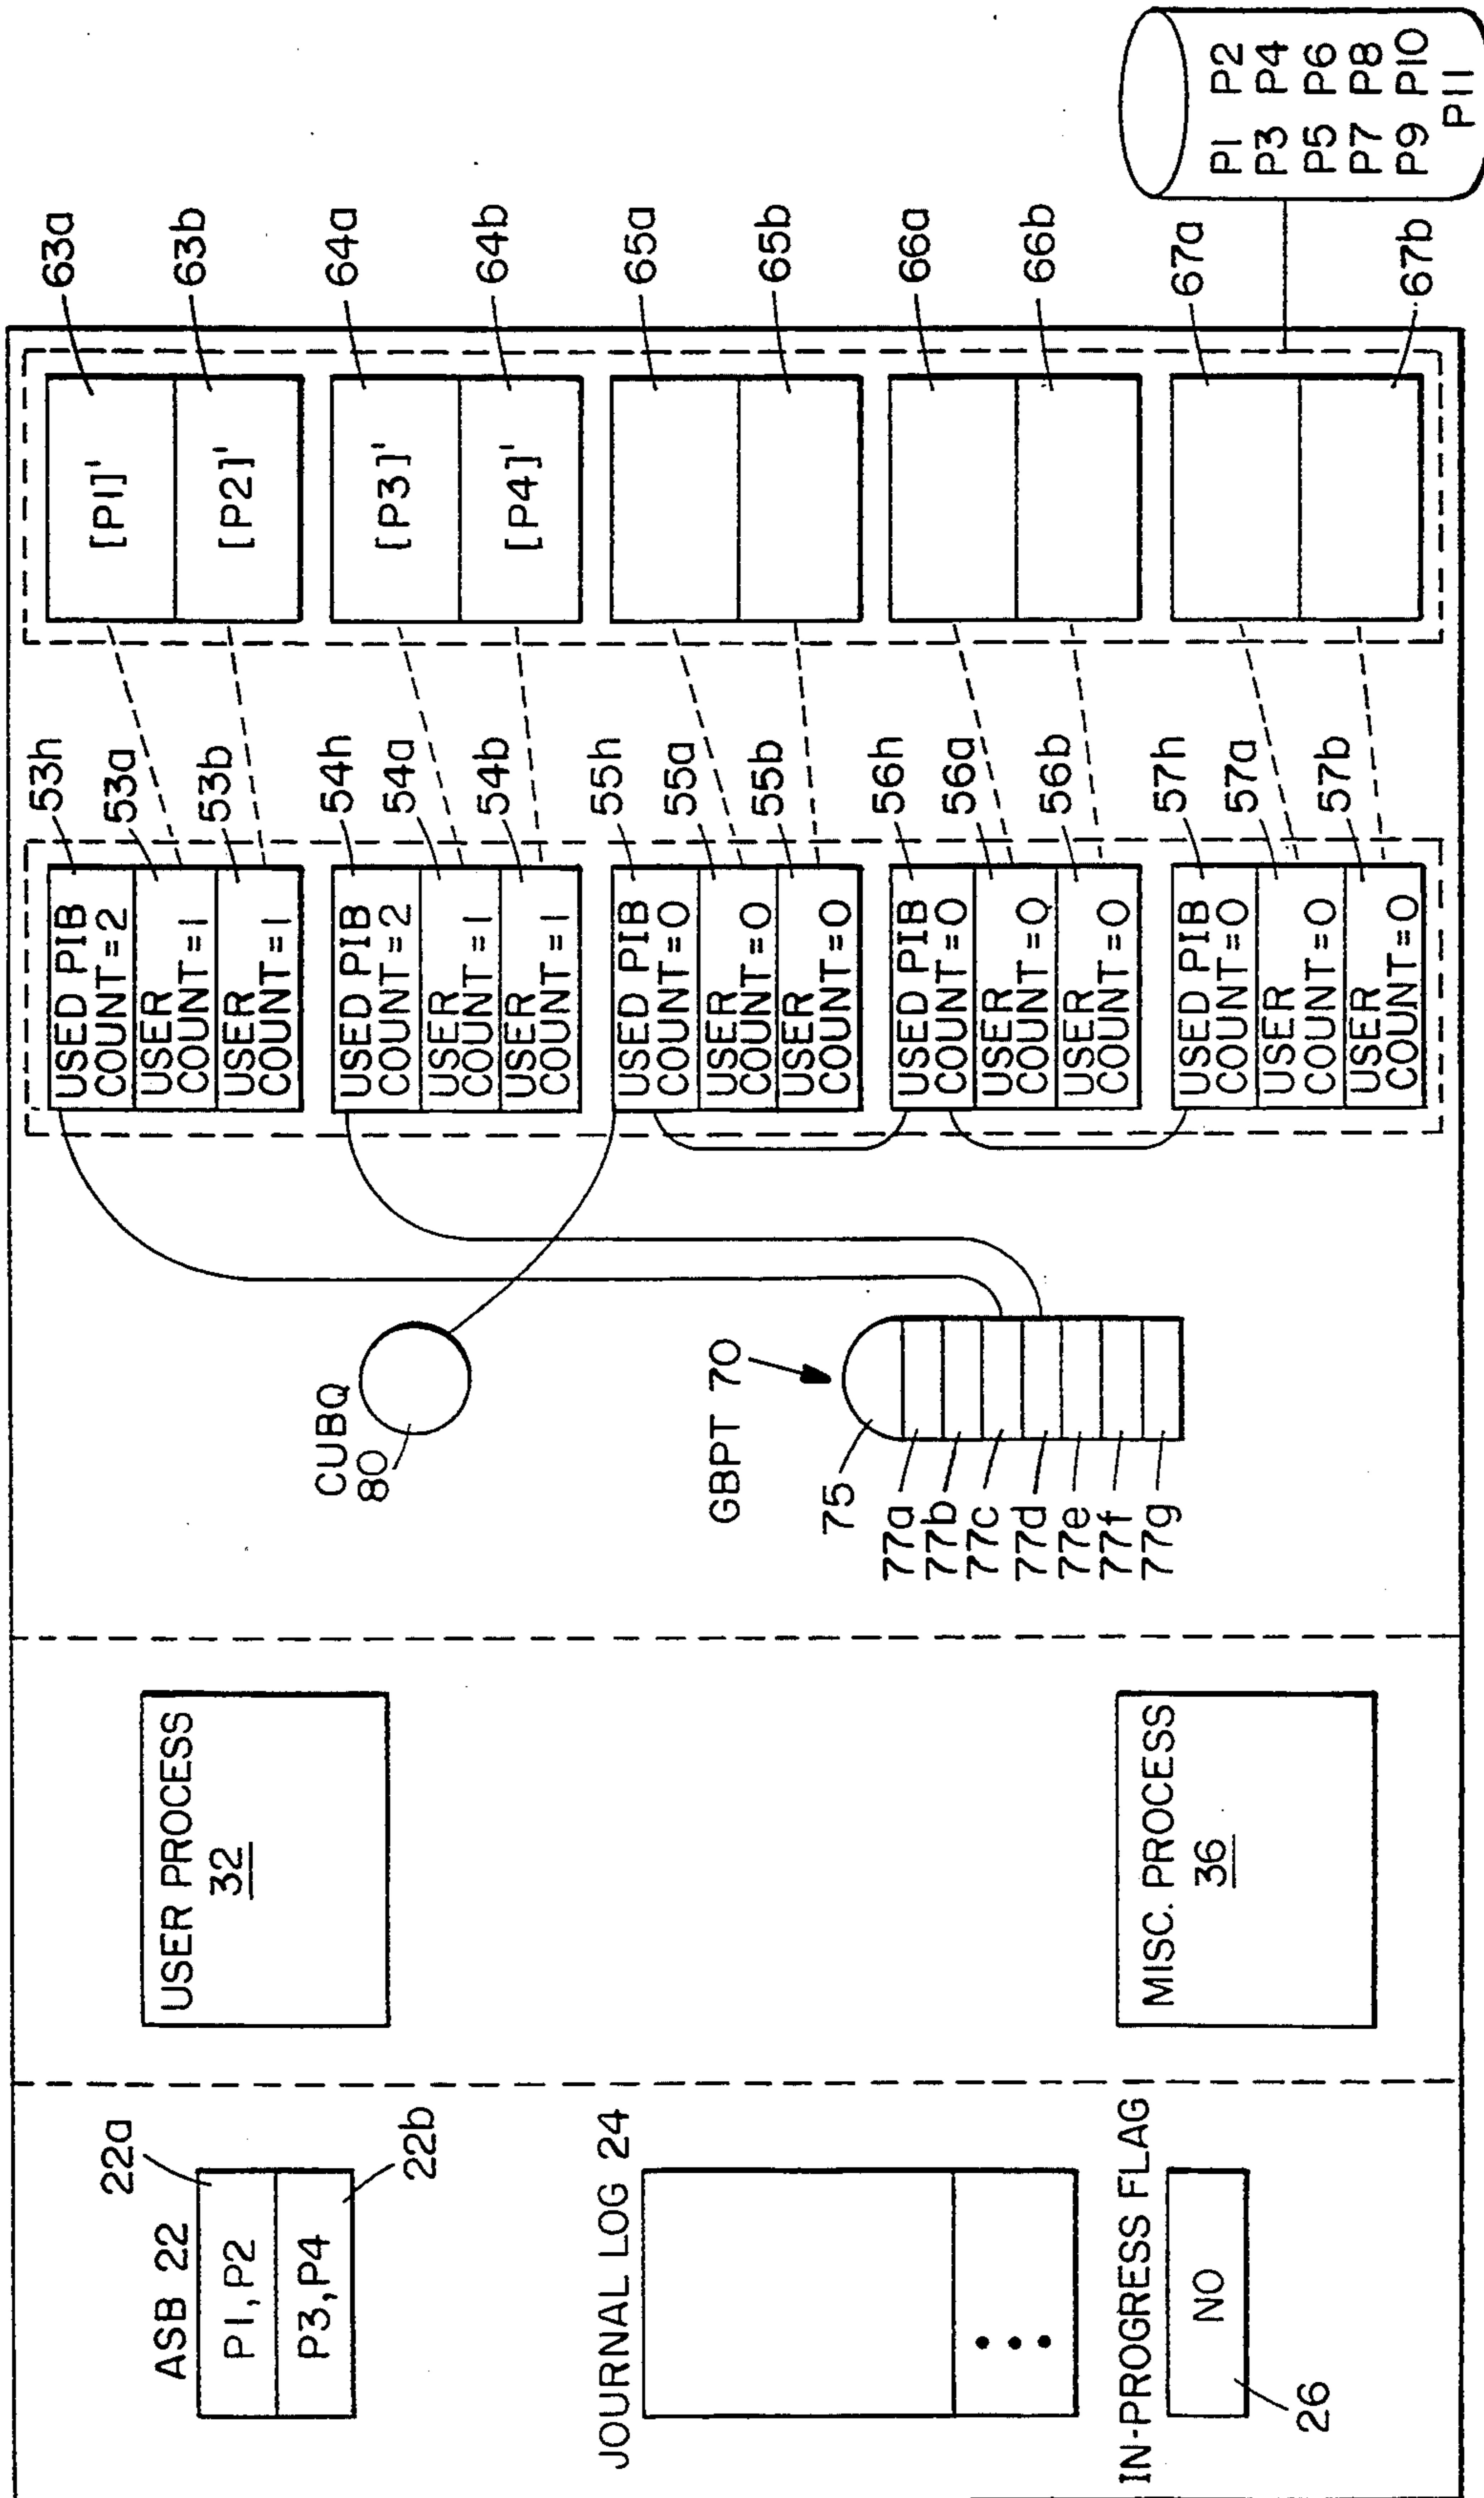 ASB 22
22a
P1,P2
P3,P4
22b
JOURNAL LOG 24
IN-PROGRESS FLAG
NO
26
USER PROCESS
32
MISC. PROCESS
36
CUBQ
80
GBPT 70
75
77a
77b
77c
77d
77e
77f
77g
USED PIB
COUNT=2
USER
COUNT=1
USER
COUNT=1
53h
53a
53b
USED PIB
COUNT=2
USER
COUNT=1
USER
COUNT=1
54h
54a
54b
USED PIB
COUNT=0
USER
COUNT=0
USER
COUNT=0
55h
55a
55b
USED PIB
COUNT=0
USER
COUNT=0
USER
COUNT=0
56h
56a
56b
USED PIB
COUNT=0
USER
COUNT=0
USER
COUNT=0
57h
57a
57b
[P1]'
[P2]'
63a
63b
[P3]'
[P4]'
64a
64b
65a
65b
66a
66b
67a
67b
P1 P2
P3 P4
P5 P6
P7 P8
P9 P10
P11